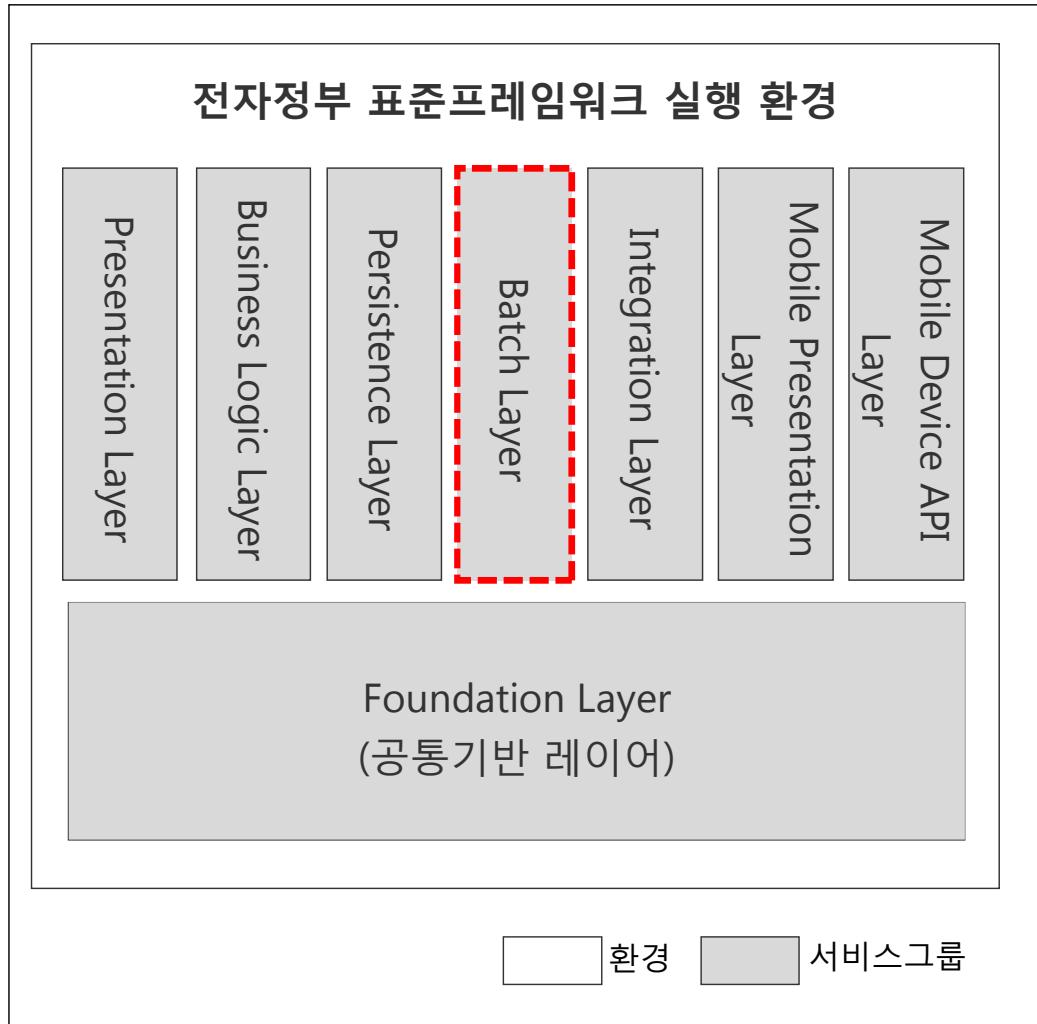 전자정부 표준프레임워크 실행 환경
Presentation Layer
Business Logic Layer
Persistence Layer
Batch Layer
Integration Layer
Mobile Presentation
Layer
Mobile Device API
Layer
Foundation Layer
(공통기반 레이어)
환경
서비스그룹